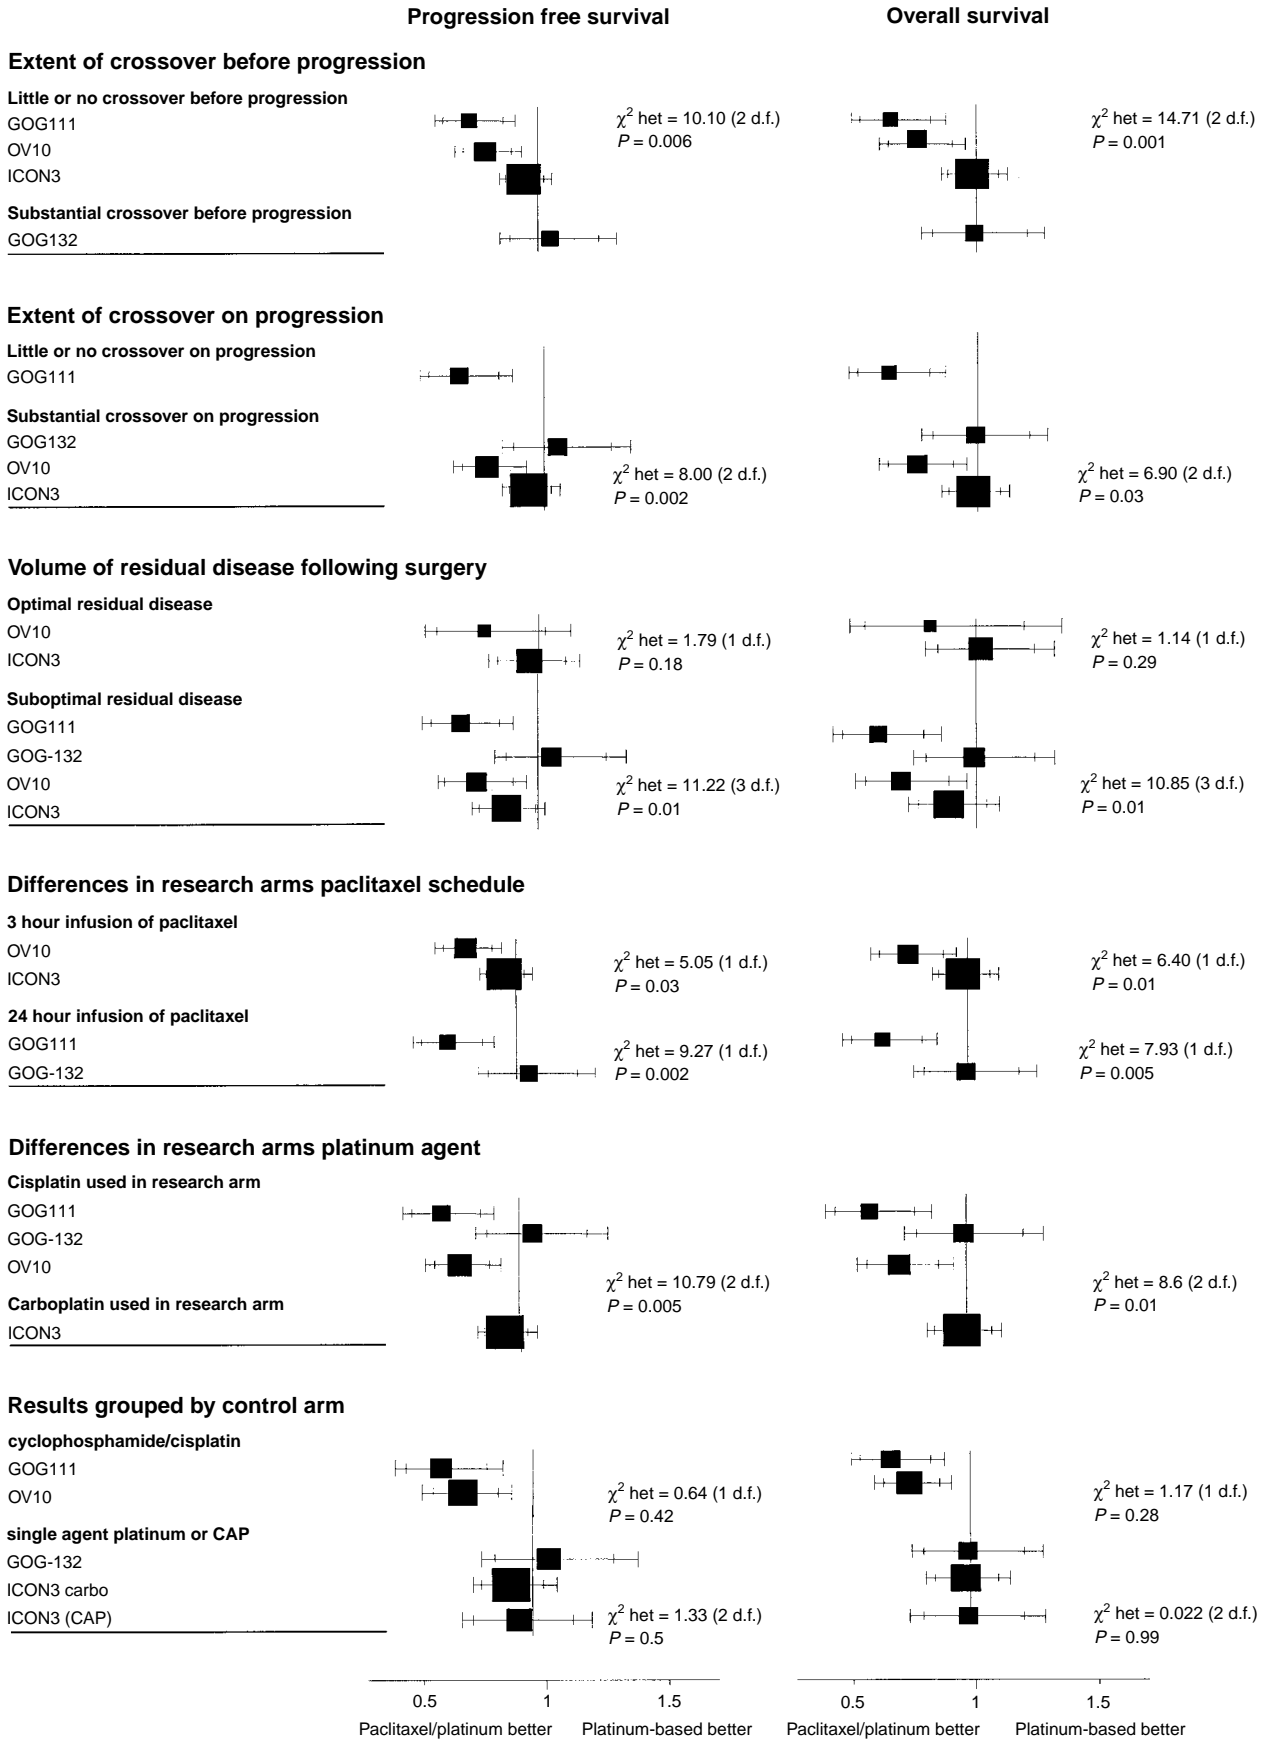 Progression free survival Overall survival
Extent of crossover before progression
Little or no crossover before progression
GOG111 χ² het = 10.10 (2 d.f.) χ² het = 14.71 (2 d.f.)
P = 0.006 P = 0.001
OV10
ICON3
Substantial crossover before progression
GOG132
Extent of crossover on progression
Little or no crossover on progression
GOG111
Substantial crossover on progression
GOG132
OV10 χ² het = 8.00 (2 d.f.) χ² het = 6.90 (2 d.f.)
ICON3 P = 0.002 P = 0.03
Volume of residual disease following surgery
Optimal residual disease
OV10 χ² het = 1.79 (1 d.f.) χ² het = 1.14 (1 d.f.)
ICON3 P = 0.18 P = 0.29
Suboptimal residual disease
GOG111
GOG-132
OV10 χ² het = 11.22 (3 d.f.) χ² het = 10.85 (3 d.f.)
ICON3 P = 0.01 P = 0.01
Differences in research arms paclitaxel schedule
3 hour infusion of paclitaxel
OV10 χ² het = 5.05 (1 d.f.) χ² het = 6.40 (1 d.f.)
ICON3 P = 0.03 P = 0.01
24 hour infusion of paclitaxel
GOG111 χ² het = 9.27 (1 d.f.) χ² het = 7.93 (1 d.f.)
GOG-132 P = 0.002 P = 0.005
Differences in research arms platinum agent
Cisplatin used in research arm
GOG111
GOG-132
OV10
χ² het = 10.79 (2 d.f.) χ² het = 8.6 (2 d.f.)
Carboplatin used in research arm P = 0.005 P = 0.01
ICON3
Results grouped by control arm
cyclophosphamide/cisplatin
GOG111
OV10 χ² het = 0.64 (1 d.f.) χ² het = 1.17 (1 d.f.)
P = 0.42 P = 0.28
single agent platinum or CAP
GOG-132
ICON3 carbo
ICON3 (CAP) χ² het = 1.33 (2 d.f.) χ² het = 0.022 (2 d.f.)
P = 0.5 P = 0.99
0.5 1 1.5 0.5 1 1.5
Paclitaxel/platinum better Platinum-based better Paclitaxel/platinum better Platinum-based better